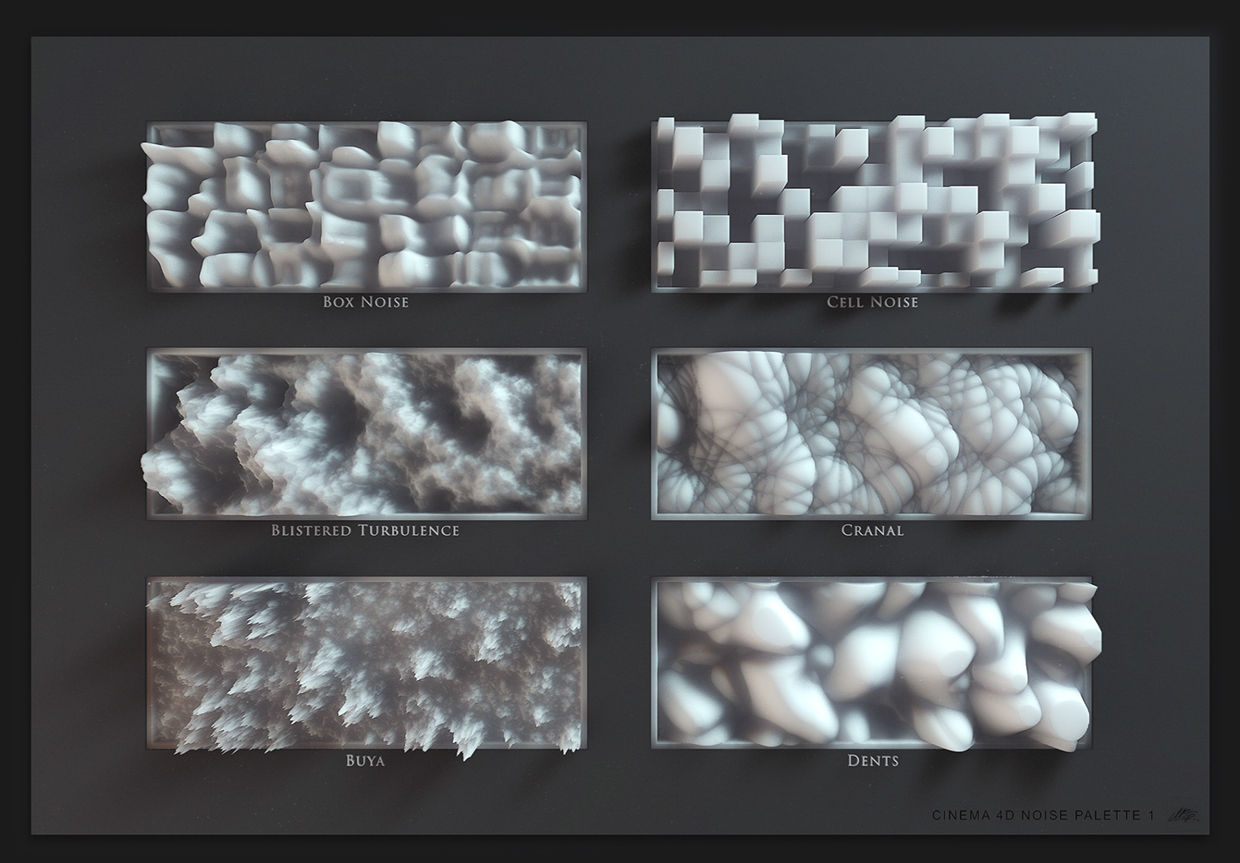 Box Noise
Cell Noise
Blistered Turbulence
Cranal
Buya
Dents
CINEMA 4D NOISE PALETTE 1